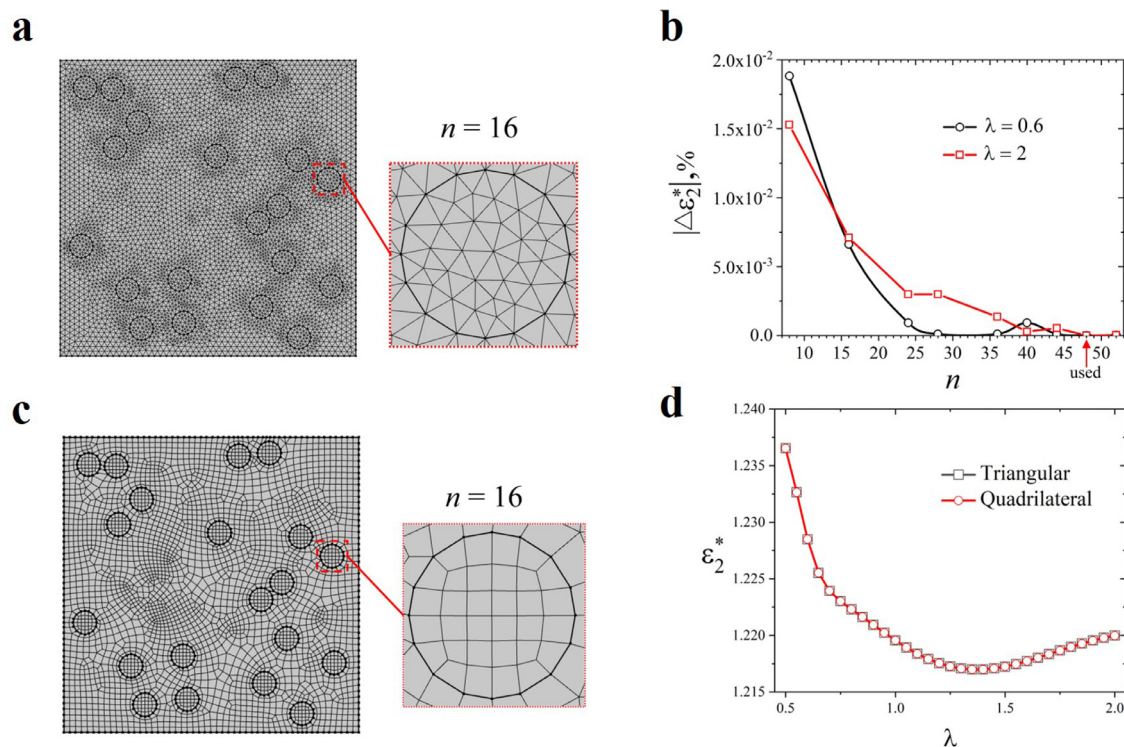 a
n = 16
b
2.0x10⁻²
1.5x10⁻²
1.0x10⁻²
5.0x10⁻³
0.0
|△ε₂*|,%
λ = 0.6
λ = 2
10 15 20 25 30 35 40 45 50
used
n
c
n = 16
d
1.240
1.235
1.230
1.225
1.220
1.215
ε₂*
Triangular
Quadrilateral
0.5 1.0 1.5 2.0
λ